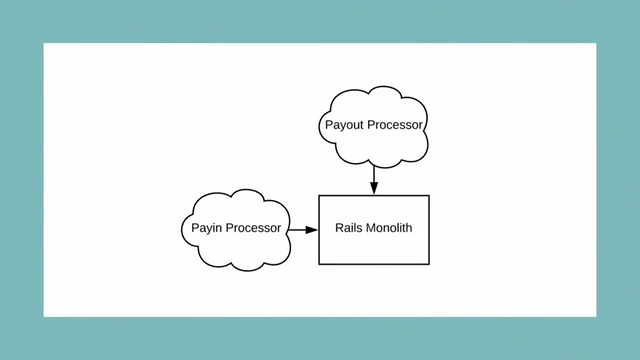 Payout Processor
Payin Processor
Rails Monolith